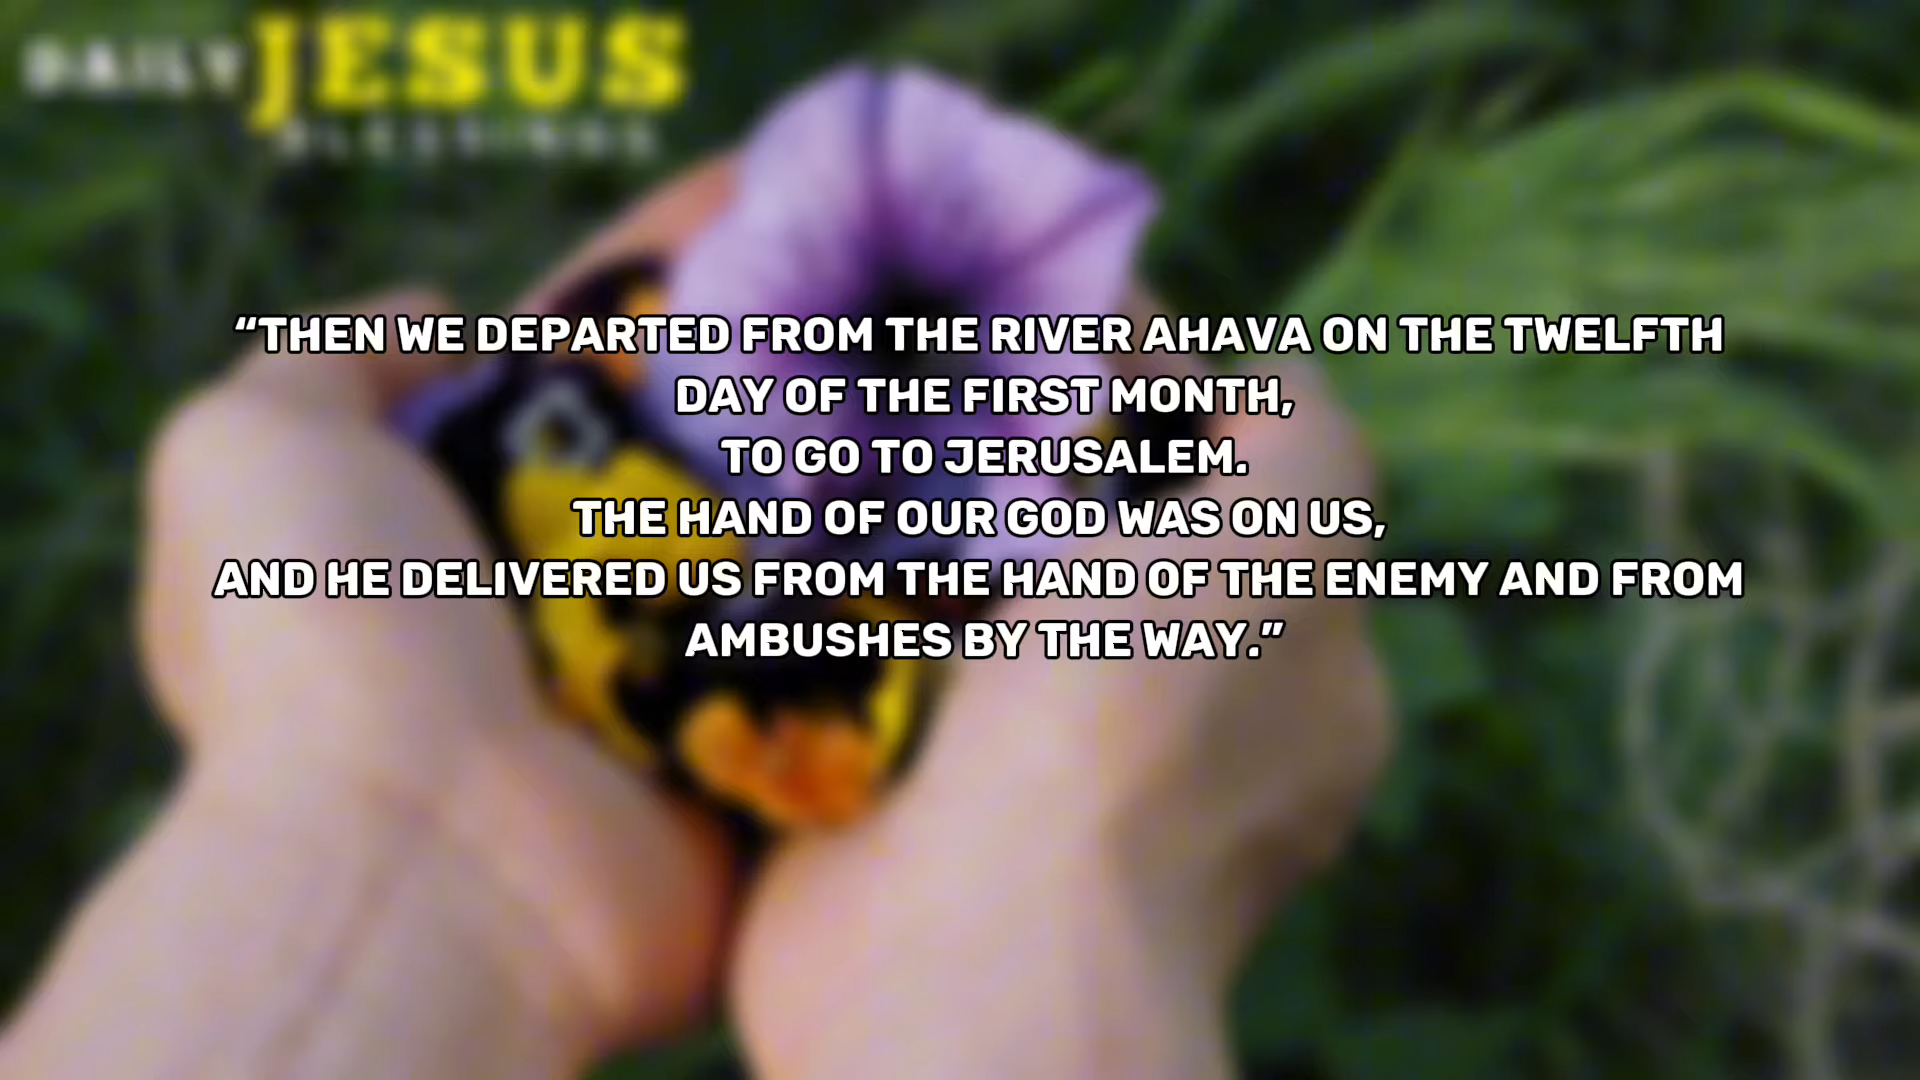 DAILY JESUS
BLESSINGS
“THEN WE DEPARTED FROM THE RIVER AHAVA ON THE TWELFTH
DAY OF THE FIRST MONTH,
TO GO TO JERUSALEM.
THE HAND OF OUR GOD WAS ON US,
AND HE DELIVERED US FROM THE HAND OF THE ENEMY AND FROM
AMBUSHES BY THE WAY.”